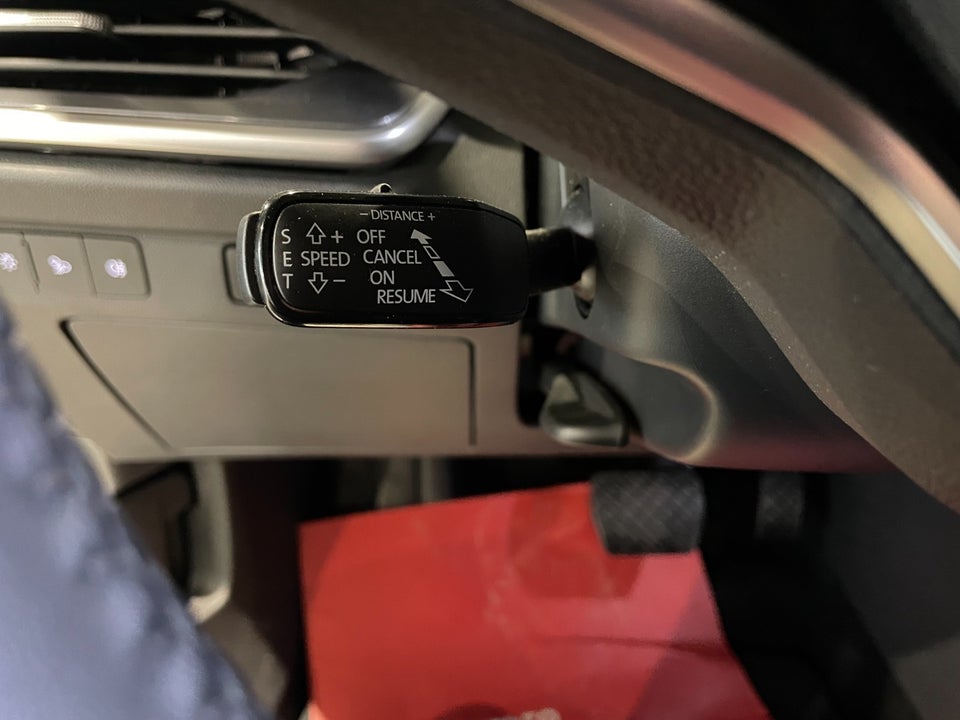 – DISTANCE +
S + OFF
E SPEED CANCEL
T – ON
RESUME